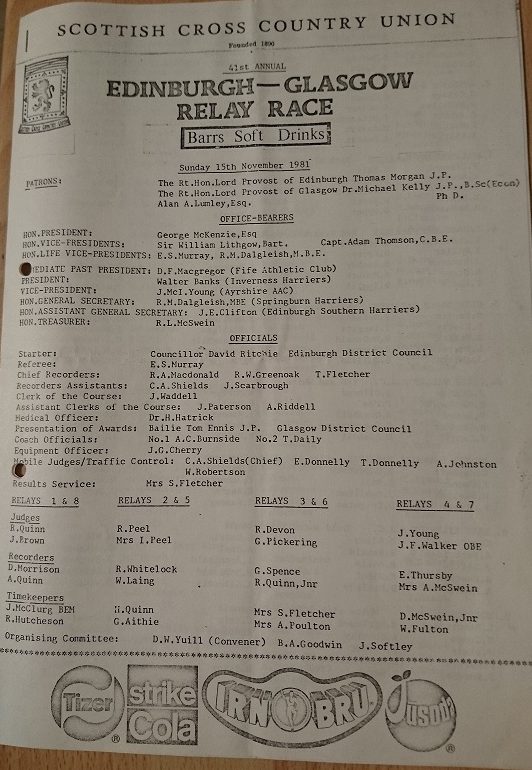 SCOTTISH CROSS COUNTRY UNION
Founded 1890
41st ANNUAL
EDINBURGH—GLASGOW
RELAY RACE
Barrs Soft Drinks
Sunday 15th November 1981
PATRONS: The Rt.Hon.Lord Provost of Edinburgh Thomas Morgan J.P.
The Rt.Hon.Lord Provost of Glasgow Dr.Michael Kelly J.P.,B.Sc(Econ)
Alan A.Lumley,Esq. Ph D.
OFFICE-BEARERS
HON.PRESIDENT: George McKenzie,Esq
HON.VICE-PRESIDENTS: Sir William Lithgow,Bart. Capt.Adam Thomson,C.B.E.
HON.LIFE VICE-PRESIDENTS: E.S.Murray, R.M.Dalgleish,M.B.E.
MEDIATE PAST PRESIDENT: D.F.Macgregor (Fife Athletic Club)
PRESIDENT: Walter Banks (Inverness Harriers)
VICE-PRESIDENT: J.McI.Young (Ayrshire AAC)
HON.GENERAL SECRETARY: R.M.Dalgleish,MBE (Springburn Harriers)
HON.ASSISTANT GENERAL SECRETARY: J.E.Clifton (Edinburgh Southern Harriers)
HON.TREASURER: R.L.McSwein
OFFICIALS
Starter: Councillor David Ritchie Edinburgh District Council
Referee: E.S.Murray
Chief Recorders: R.A.Macdonald R.W.Greenoak T.Fletcher
Recorders Assistants: C.A.Shields J.Scarbrough
Clerk of the Course: J.Waddell
Assistant Clerks of the Course: J.Paterson A.Riddell
Medical Officer: Dr.H.Hatrick
Presentation of Awards: Bailie Tom Ennis J.P. Glasgow District Council
Coach Officials: No.1 A.C.Burnside No.2 T.Daily
Equipment Officer: J.G.Cherry
Mobile Judges/Traffic Control: C.A.Shields(Chief) E.Donnelly T.Donnelly A.Johnston
W.Robertson
Results Service: Mrs S.Fletcher
RELAYS 1 & 8 RELAYS 2 & 5 RELAYS 3 & 6 RELAYS 4 & 7
Judges
R.Quinn R.Peel R.Devon J.Young
J.Brown Mrs I.Peel G.Pickering J.F.Walker OBE
Recorders
D.Morrison R.Whitelock G.Spence E.Thursby
A.Quinn W.Laing R.Quinn,Jnr Mrs A.McSwein
Timekeepers
J.McClurg BEM H.Quinn Mrs S.Fletcher D.McSwein,Jnr
R.Hutcheson G.Aithie Mrs A.Poulton W.Fulton
Organising Committee: D.W.Yuill (Convener) B.A.Goodwin J.Softley
Tizer strike Cola IRN BRU Jusoda